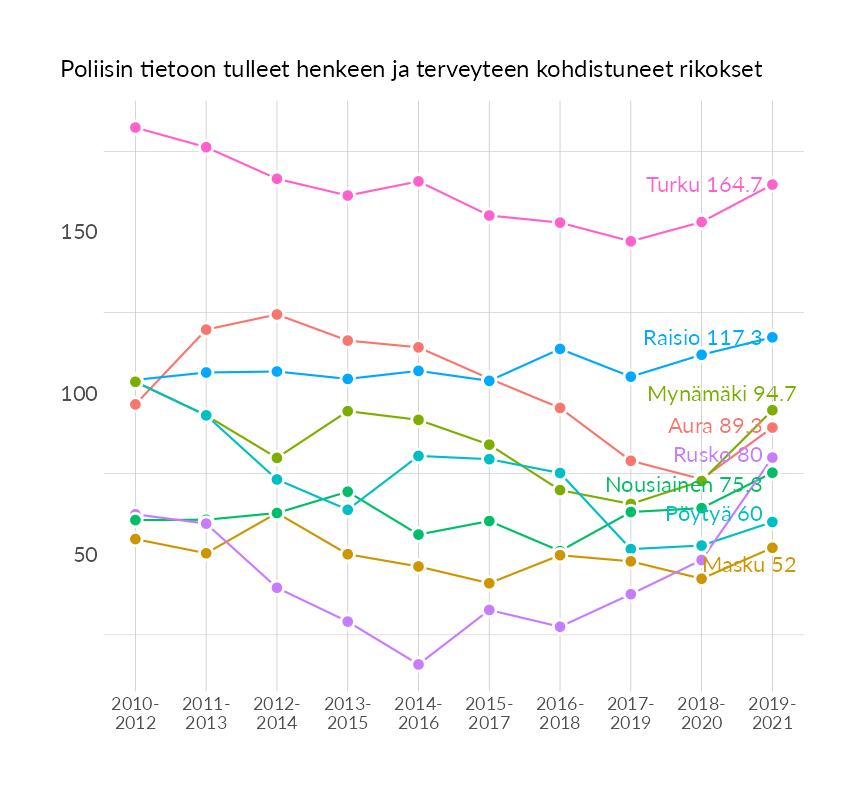 Poliisin tietoon tulleet henkeen ja terveyteen kohdistuneet rikokset
Turku 164.7
150
Raisio 117.3
100
Mynämäki 94.7
Aura 89.3
Rusko 80
Nousiainen 75.3
Pöytyä 60
50
Masku 52
2010- 2011- 2012- 2013- 2014- 2015- 2016- 2017- 2018- 2019-
2012 2013 2014 2015 2016 2017 2018 2019 2020 2021